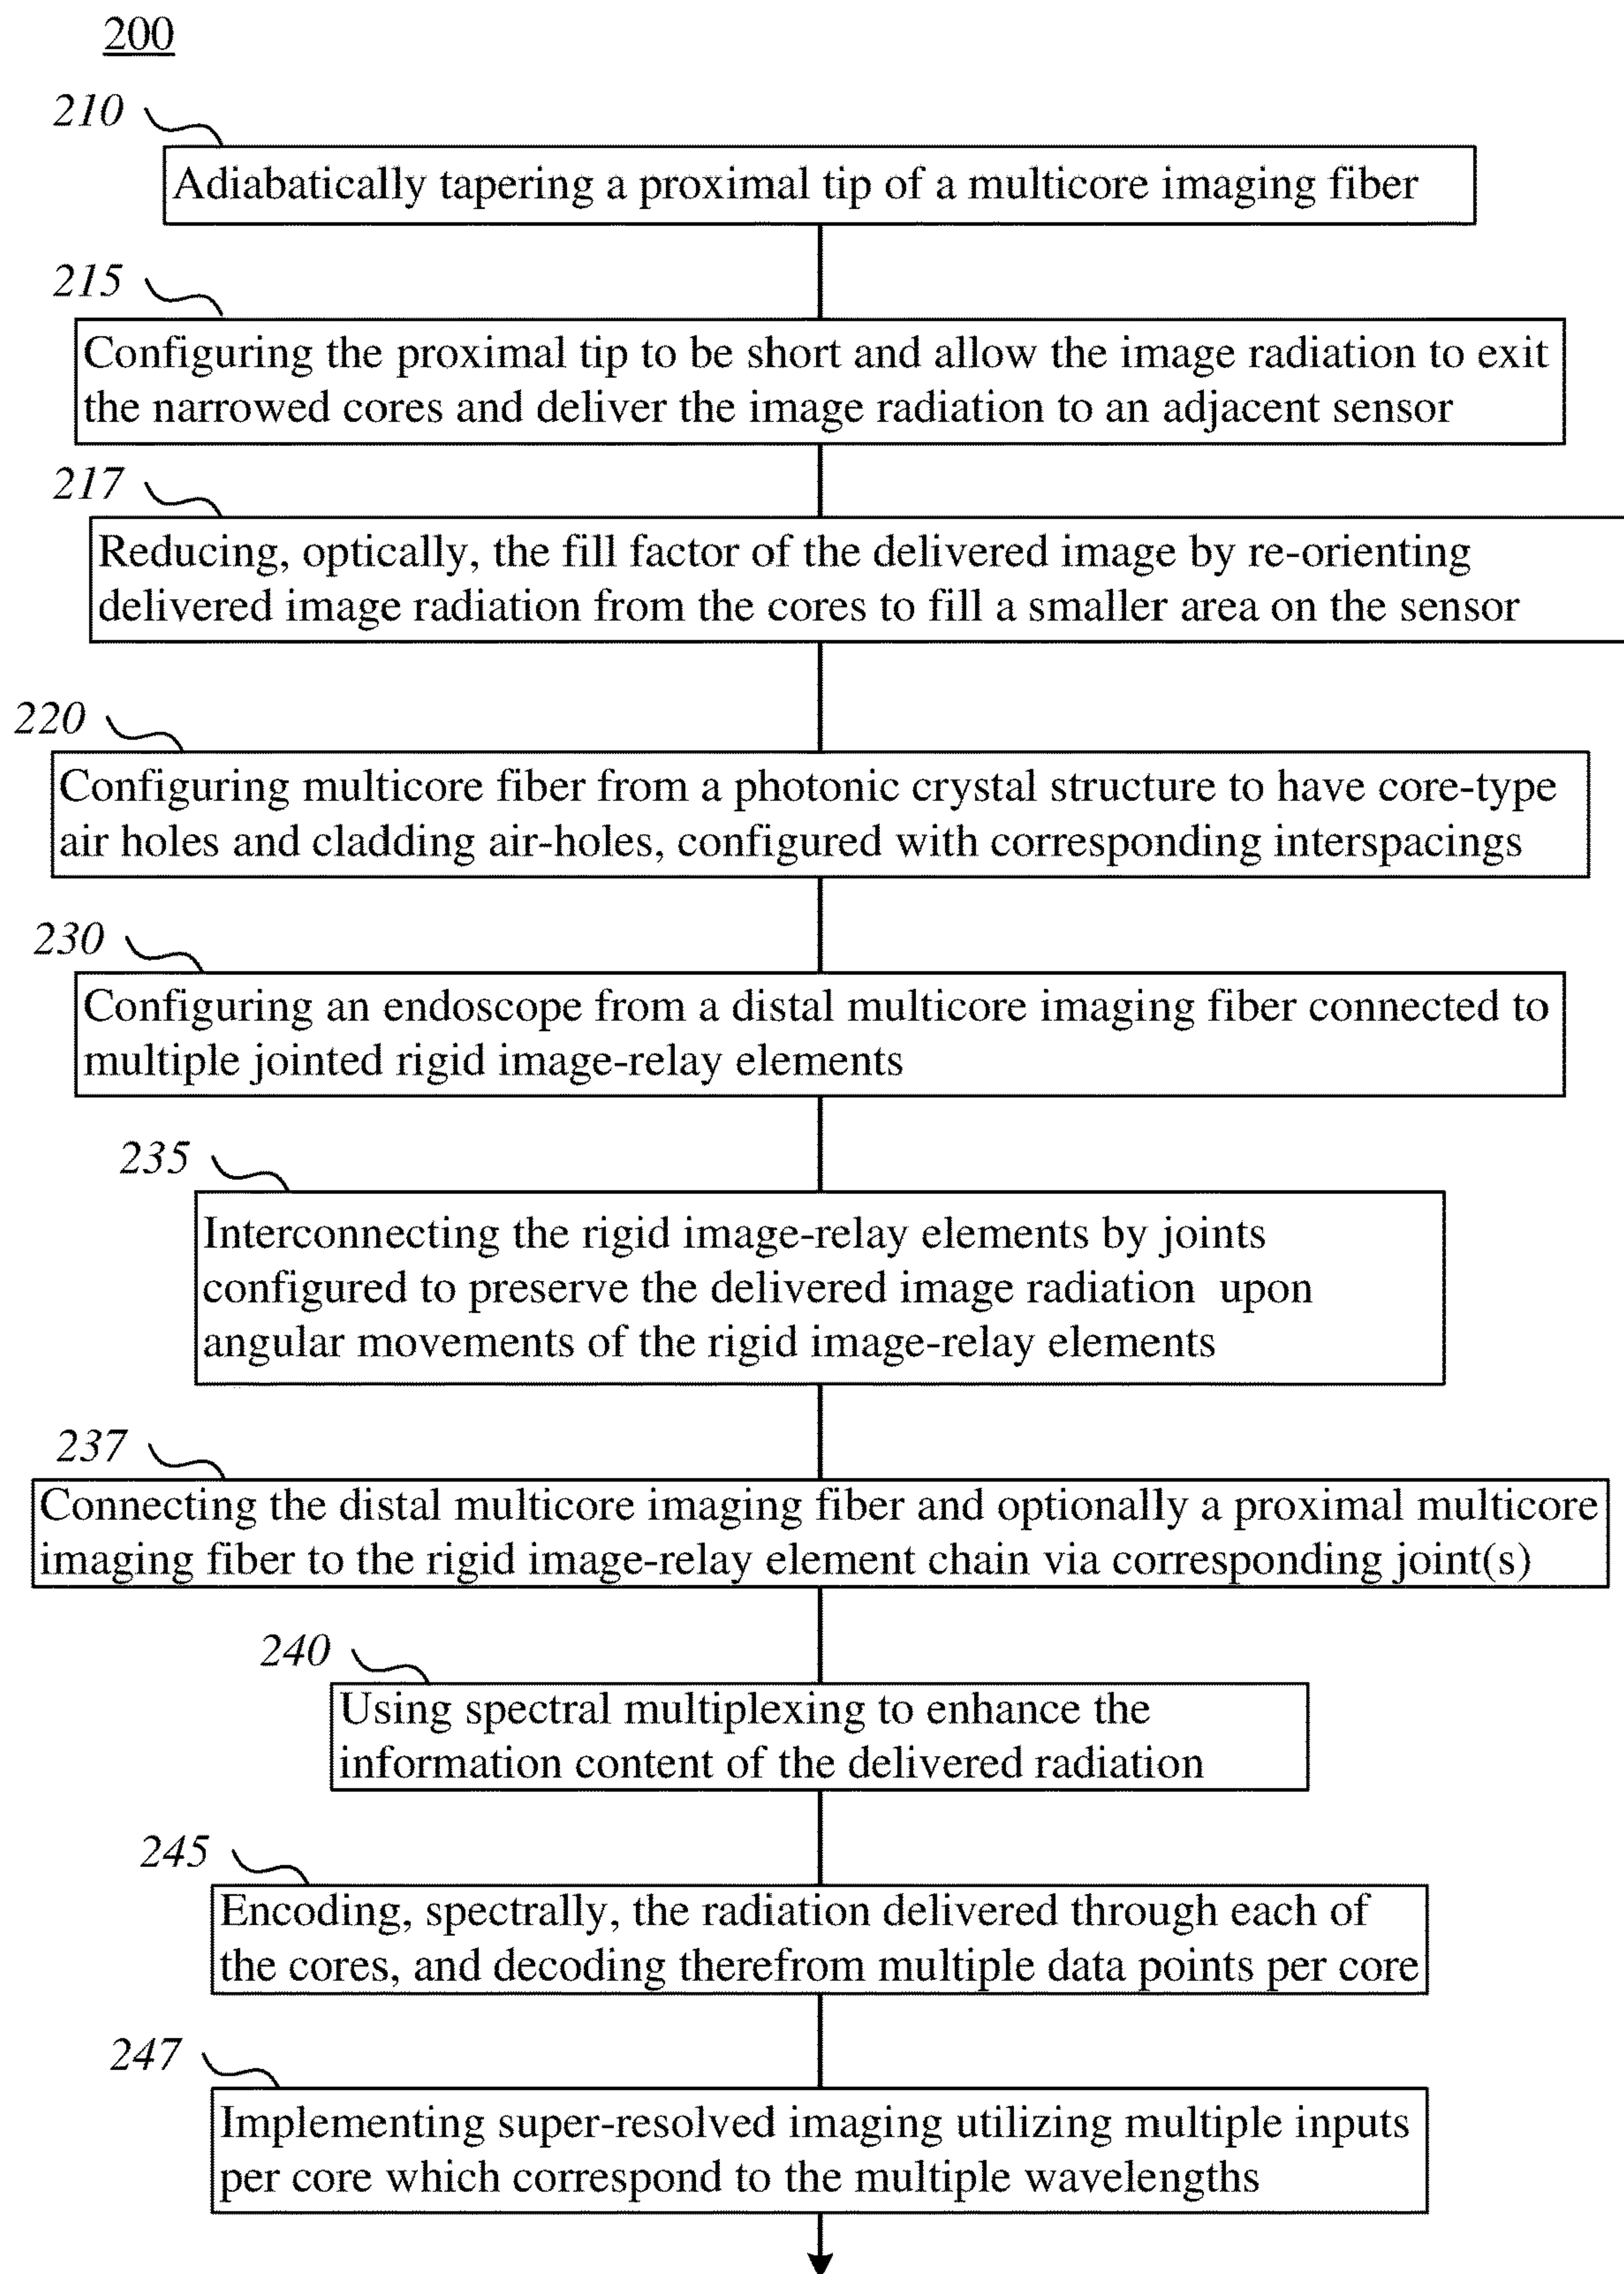 200
210
Adiabatically tapering a proximal tip of a multicore imaging fiber
215
Configuring the proximal tip to be short and allow the image radiation to exit
the narrowed cores and deliver the image radiation to an adjacent sensor
217
Reducing, optically, the fill factor of the delivered image by re-orienting
delivered image radiation from the cores to fill a smaller area on the sensor
220
Configuring multicore fiber from a photonic crystal structure to have core-type
air holes and cladding air-holes, configured with corresponding interspacings
230
Configuring an endoscope from a distal multicore imaging fiber connected to
multiple jointed rigid image-relay elements
235
Interconnecting the rigid image-relay elements by joints
configured to preserve the delivered image radiation upon
angular movements of the rigid image-relay elements
237
Connecting the distal multicore imaging fiber and optionally a proximal multicore
imaging fiber to the rigid image-relay element chain via corresponding joint(s)
240
Using spectral multiplexing to enhance the
information content of the delivered radiation
245
Encoding, spectrally, the radiation delivered through each of
the cores, and decoding therefrom multiple data points per core
247
Implementing super-resolved imaging utilizing multiple inputs
per core which correspond to the multiple wavelengths